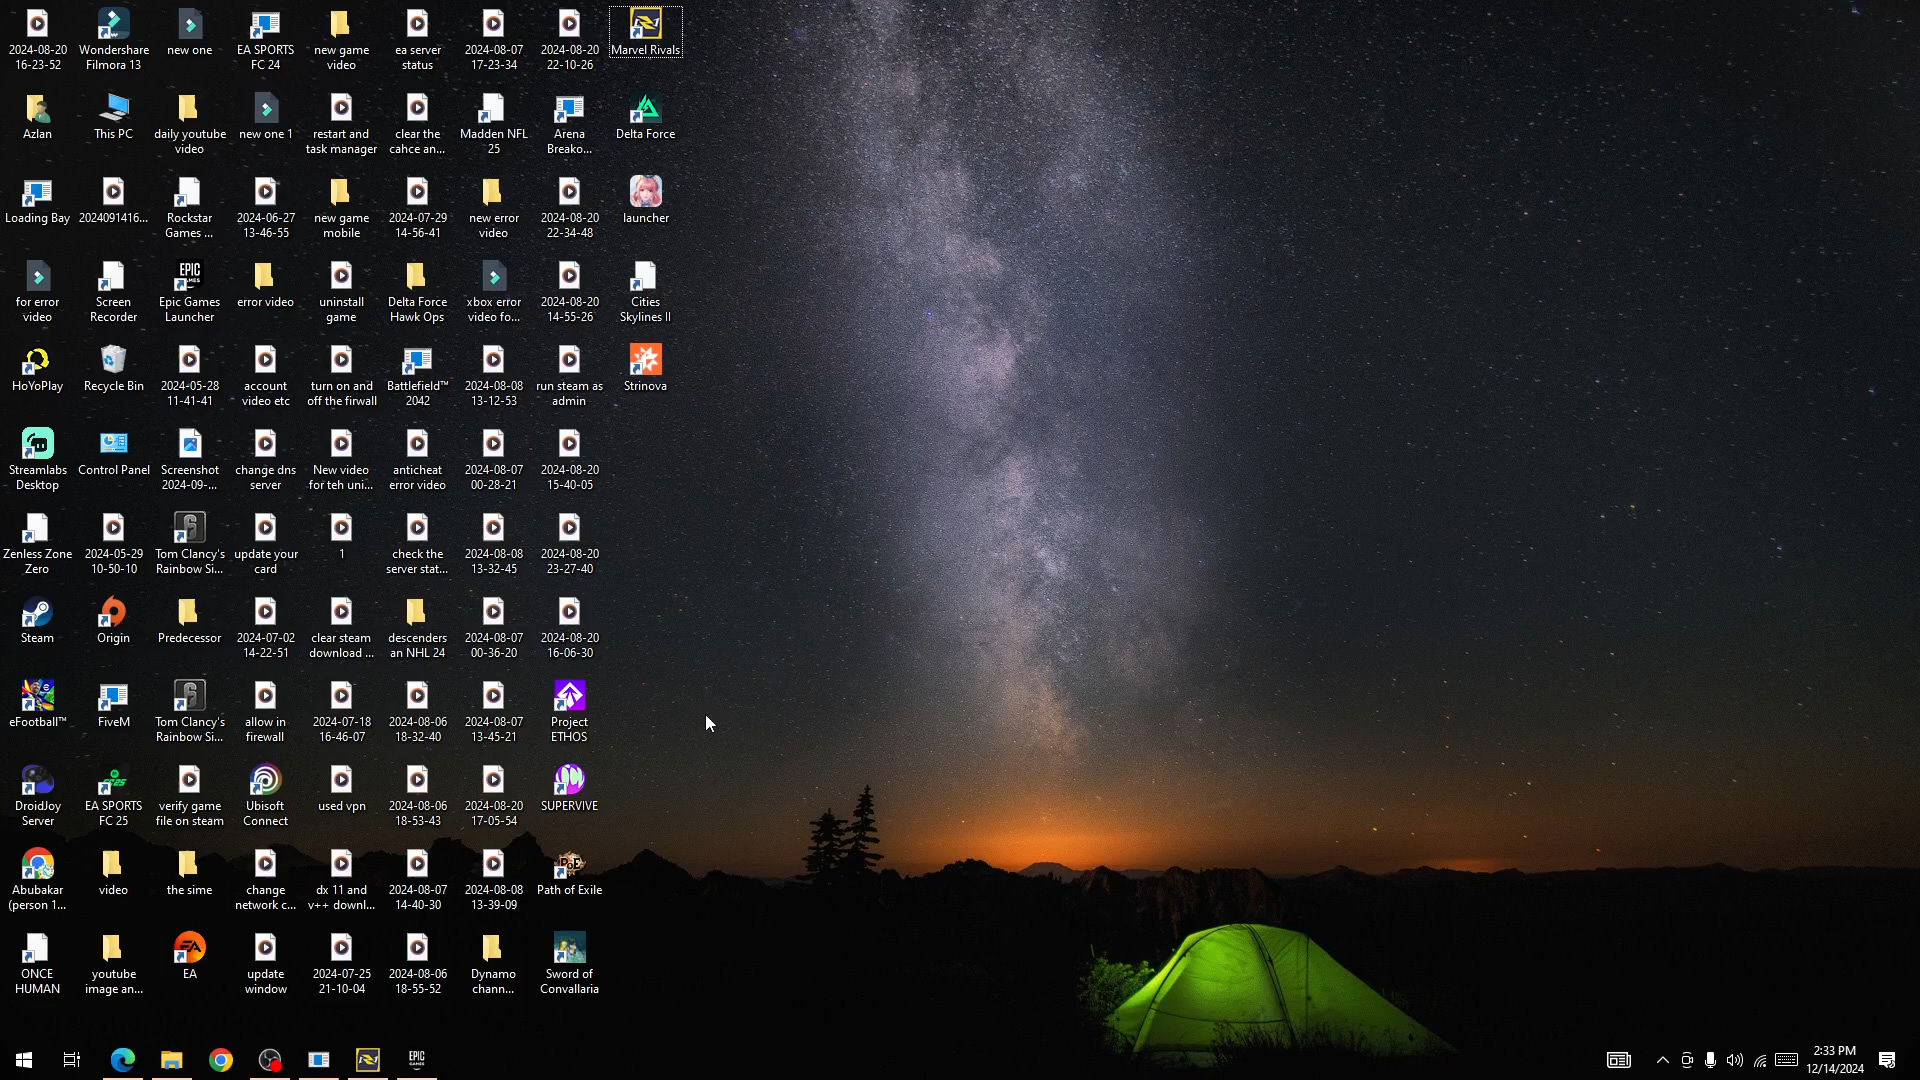 2024-08-20
16-23-52
Wondershare
Filmora 13
new one
EA SPORTS
FC 24
new game
video
ea server
status
2024-08-07
17-23-34
2024-08-20
22-10-26
Marvel Rivals
Azlan
This PC
daily youtube
video
new one 1
restart and
task manager
clear the
cahce an...
Madden NFL
25
Arena
Breako...
Delta Force
Loading Bay
2024091416...
Rockstar
Games ...
2024-06-27
13-46-55
new game
mobile
2024-07-29
14-56-41
new error
video
2024-08-20
22-34-48
launcher
for error
video
Screen
Recorder
EPIC
GAMES
Epic Games
Launcher
error video
uninstall
game
Delta Force
Hawk Ops
xbox error
video fo...
2024-08-20
14-55-26
Cities
Skylines II
HoYoPlay
Recycle Bin
2024-05-28
11-41-41
account
video etc
turn on and
off the firwall
Battlefield™
2042
2024-08-08
13-12-53
run steam as
admin
Strinova
Streamlabs
Desktop
Control Panel
Screenshot
2024-09-...
change dns
server
New video
for teh uni...
anticheat
error video
2024-08-07
00-28-21
2024-08-20
15-40-05
Zenless Zone
Zero
2024-05-29
10-50-10
Tom Clancy's
Rainbow Si...
update your
card
1
check the
server stat...
2024-08-08
13-32-45
2024-08-20
23-27-40
Steam
Origin
Predecessor
2024-07-02
14-22-51
clear steam
download ...
descenders
an NHL 24
2024-08-07
00-36-20
2024-08-20
16-06-30
eFootball™
FiveM
Tom Clancy's
Rainbow Si...
allow in
firewall
2024-07-18
16-46-07
2024-08-06
18-32-40
2024-08-07
13-45-21
Project
ETHOS
DroidJoy
Server
EA SPORTS
FC 25
verify game
file on steam
Ubisoft
Connect
used vpn
2024-08-06
18-53-43
2024-08-20
17-05-54
SUPERVIVE
Abubakar
(person 1...
video
the sime
change
network c...
dx 11 and
v++ downl...
2024-08-07
14-40-30
2024-08-08
13-39-09
PoE
Path of Exile
ONCE
HUMAN
youtube
image an...
EA
EA
update
window
2024-07-25
21-10-04
2024-08-06
18-55-52
Dynamo
chann...
Sword of
Convallaria
EPIC
GAMES
2:33 PM
12/14/2024